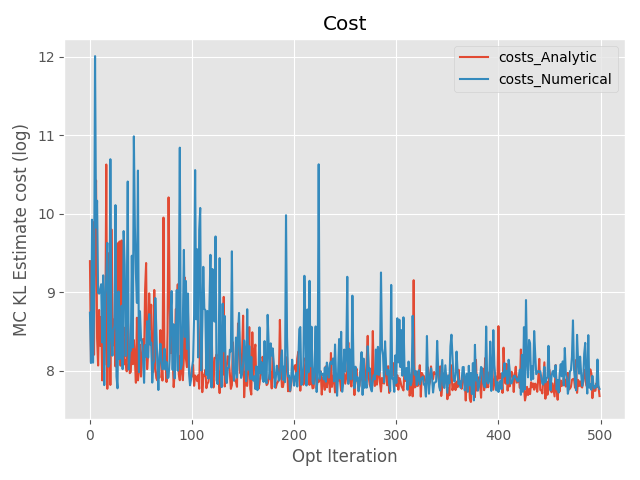 Cost
costs_Analytic
costs_Numerical
MC KL Estimate cost (log)
12
11
10
9
8
0
100
200
300
400
500
Opt Iteration